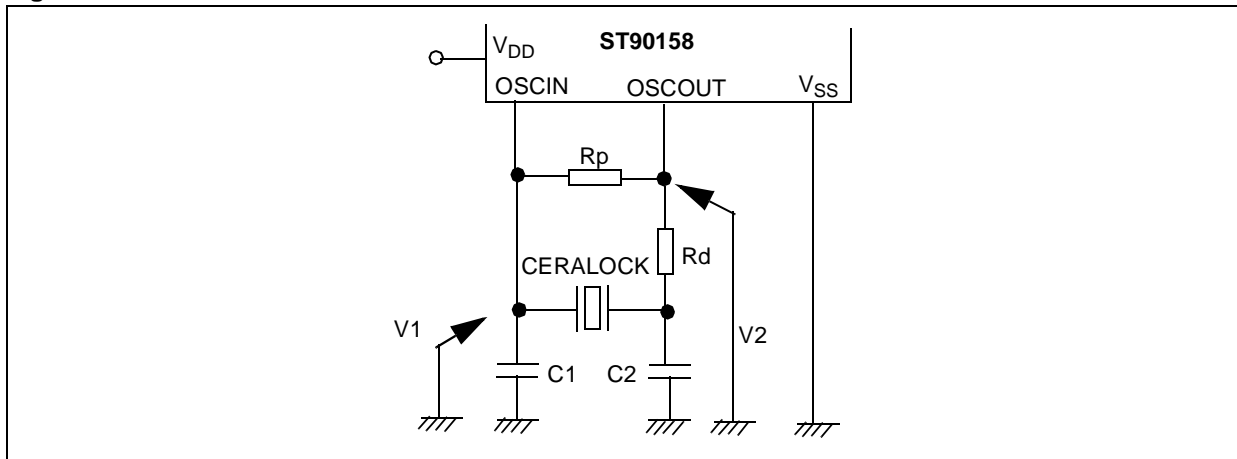 ST90158
VDD
OSCIN OSCOUT VSS
Rp
Rd
CERALOCK
V1 V2
C1 C2